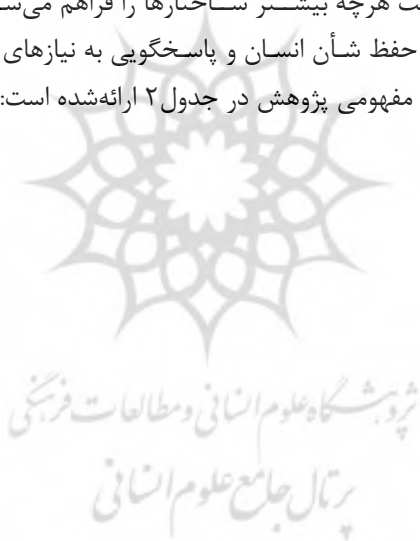 ت هرچه بیشتر ساختارها را فراهم می‌س
حفظ شأن انسان و پاسخگویی به نیازهای
مفهومی پژوهش در جدول۲ ارائه‌شده است:
پژوهشگاه علوم انسانی و مطالعات فرهنگی
پرتال جامع علوم انسانی